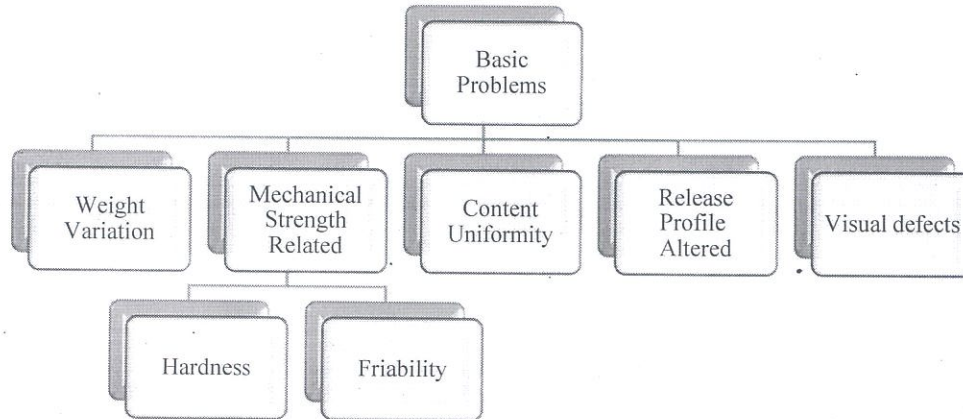 Basic
Problems
Weight
Variation
Mechanical
Strength
Related
Content
Uniformity
Release
Profile
Altered
Visual defects
Hardness
Friability